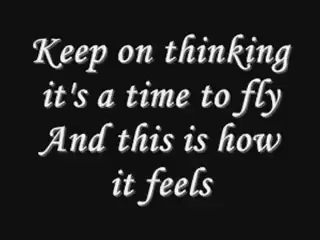 Keep on thinking
it's a time to fly
And this is how
it feels